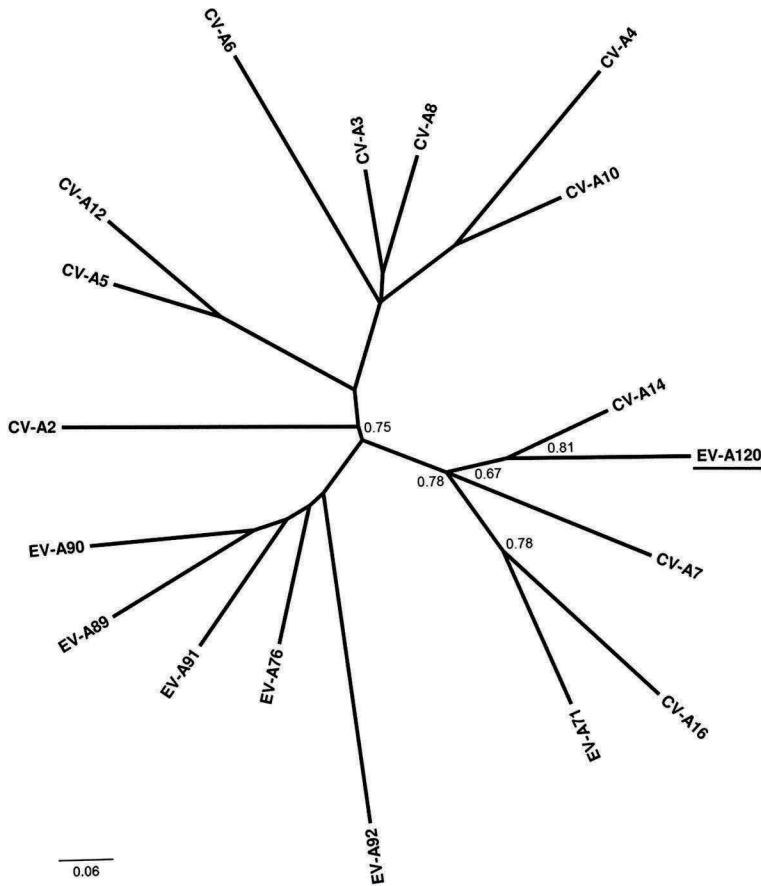 CV-A6
CV-A4
CV-A3
CV-A8
CV-A10
CV-A12
CV-A5
CV-A14
CV-A2
0.75
0.81
EV-A120
0.78
0.67
EV-A90
0.78
CV-A7
EV-A89
EV-A91
EV-A76
CV-A16
EV-A71
EV-A92
0.06